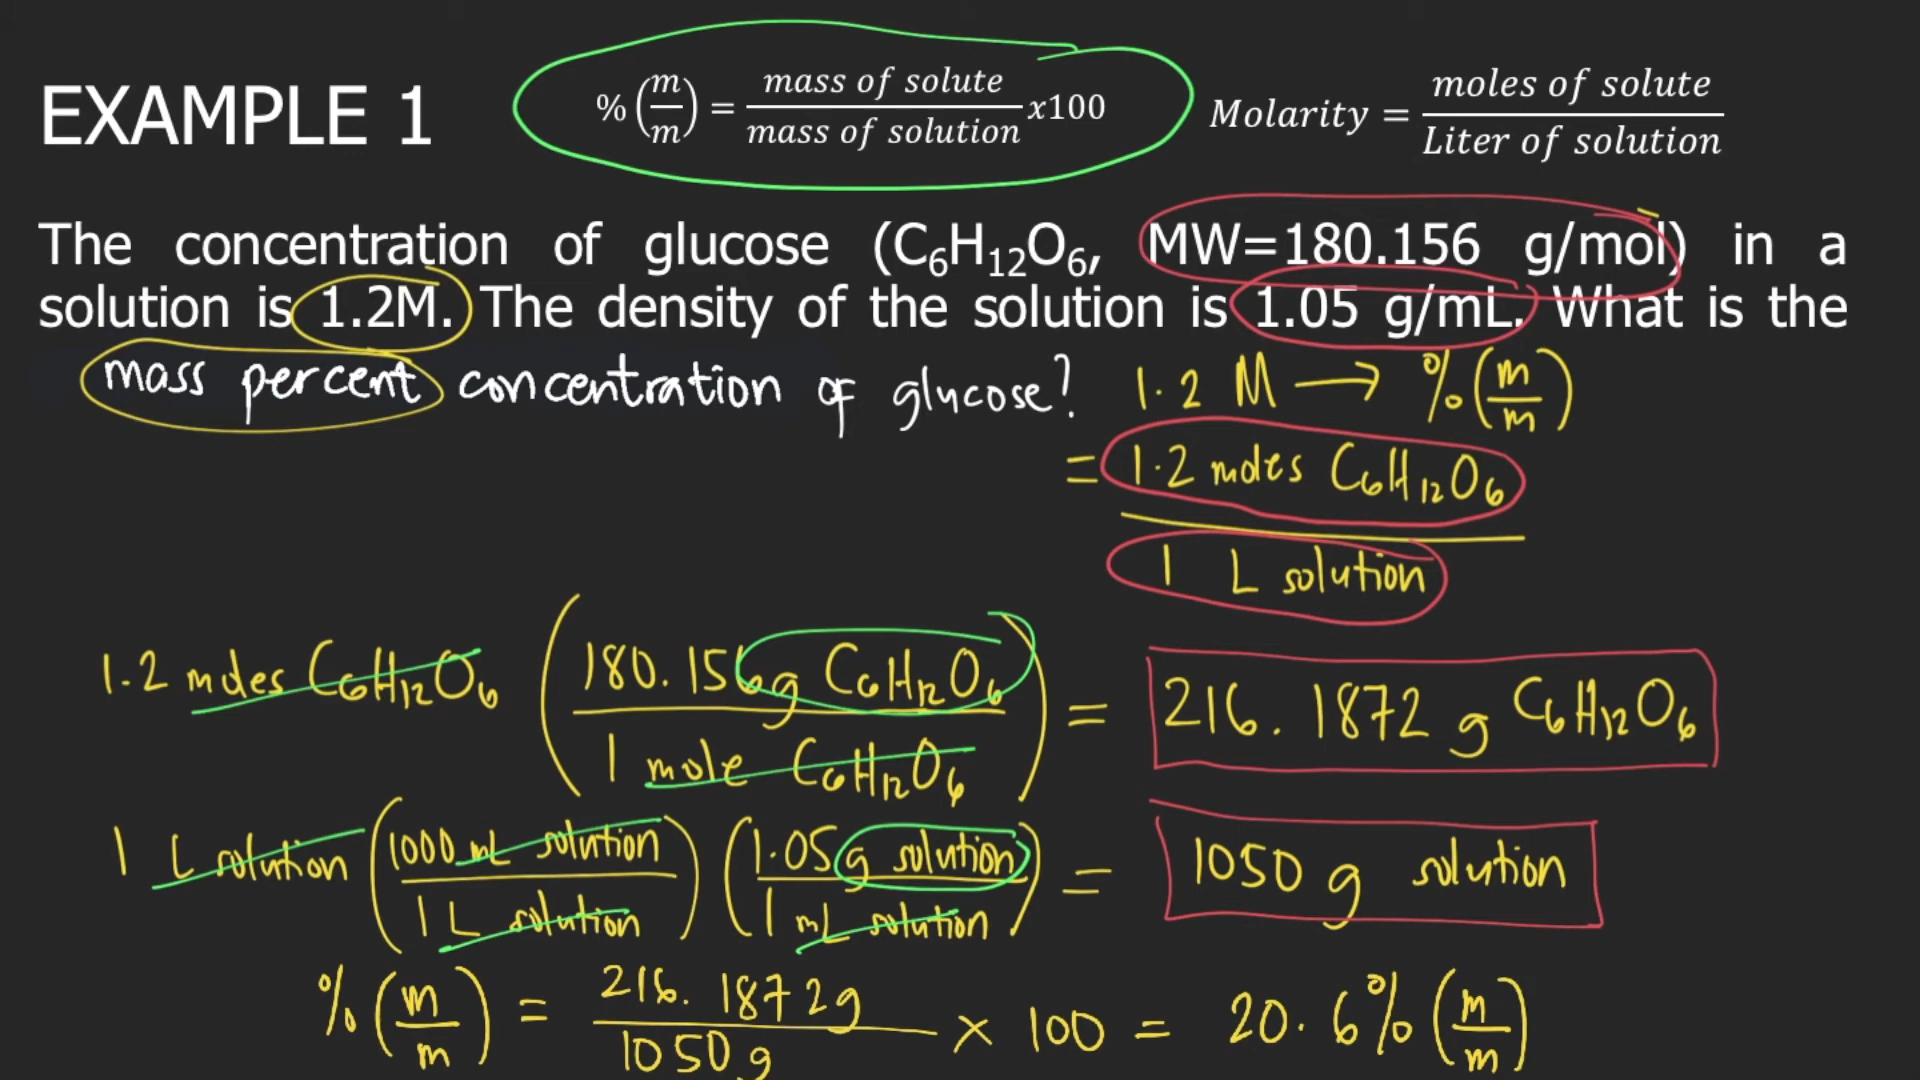 EXAMPLE 1
% (m/m) = mass of solute / mass of solution x100
Molarity = moles of solute / Liter of solution
The concentration of glucose (C₆H₁₂O₆, MW=180.156 g/mol) in a
solution is 1.2M. The density of the solution is 1.05 g/mL. What is the
mass percent concentration of glucose?
1.2 M → % (m/m)
= 1.2 moles C₆H₁₂O₆ / 1 L solution
1.2 moles C₆H₁₂O₆ (180.156g C₆H₁₂O₆ / 1 mole C₆H₁₂O₆) = 216.1872 g C₆H₁₂O₆
1 L solution (1000 mL solution / 1 L solution) (1.05 g solution / 1 mL solution) = 1050 g solution
% (m/m) = 216.1872g / 1050g × 100 = 20.6% (m/m)